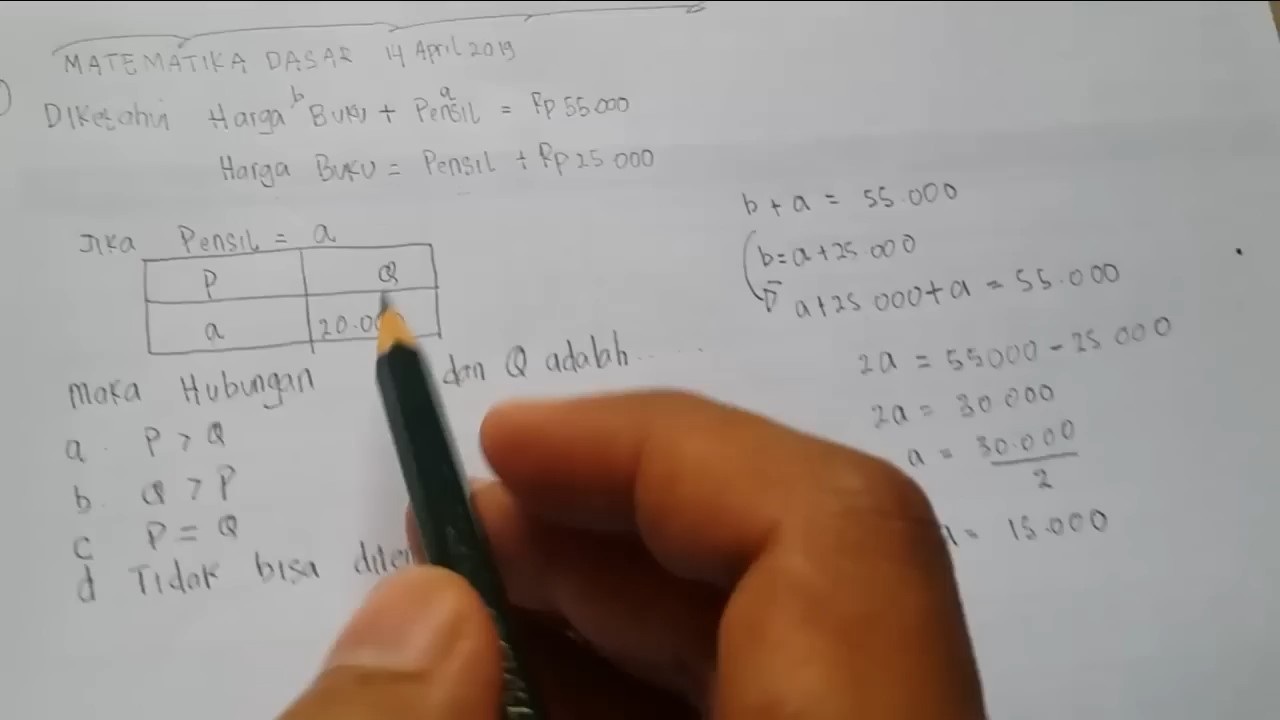 MATEMATIKA DASAR 14 April 2019
Diketahui Harga Buku + Pensil = Rp 55 000
b a
Harga Buku = Pensil + Rp 25 000
Jika Pensil = a
P Q
a 20.0
Maka Hubungan dan Q adalah.....
a. P > Q
b. Q > P
c P = Q
d Tidak bisa
b + a = 55.000
b = a + 25.000
a + 25 000 + a = 55.000
2a = 55000 - 25 000
2a = 30 000
a = 30.000
2
= 15.000